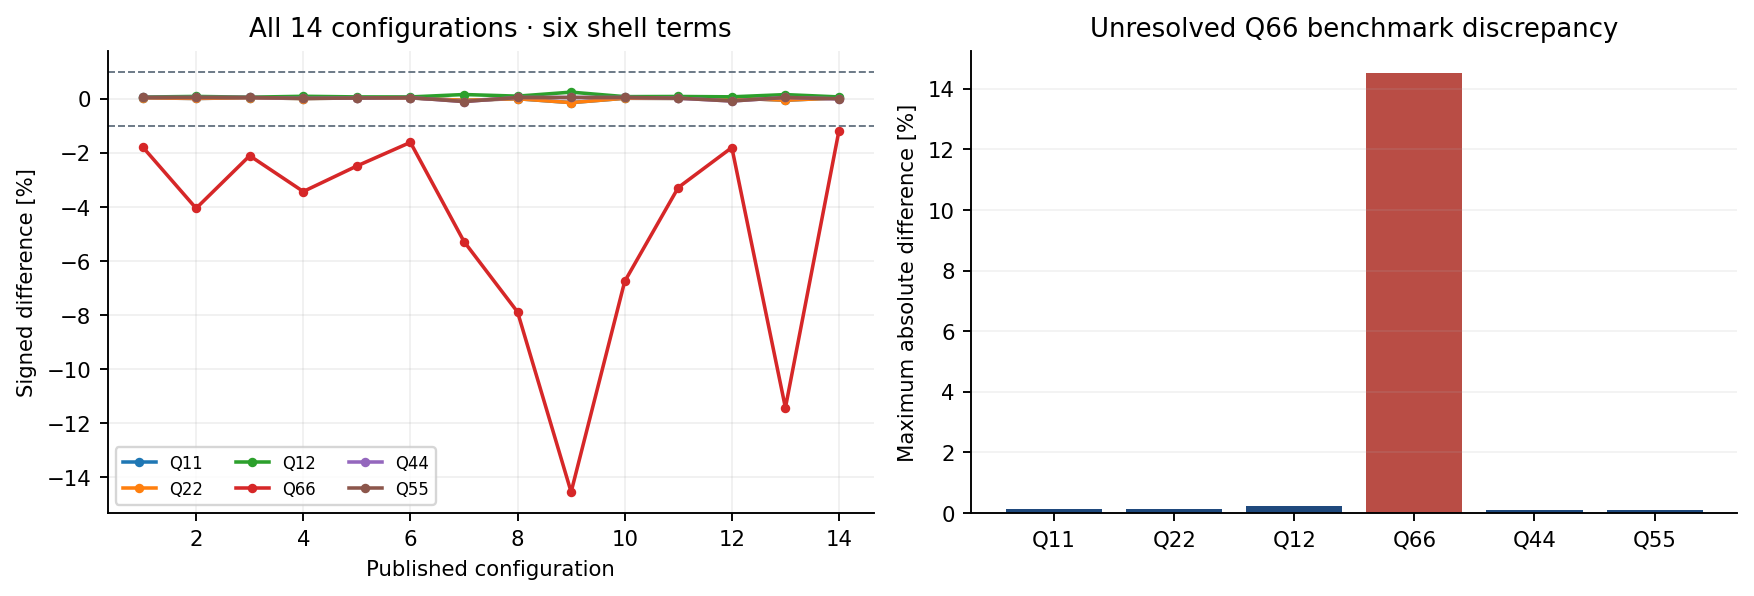 All 14 configurations · six shell terms
Signed difference [%]
0
−2
−4
−6
−8
−10
−12
−14
Q11 Q12 Q44
Q22 Q66 Q55
2 4 6 8 10 12 14
Published configuration
Unresolved Q66 benchmark discrepancy
Maximum absolute difference [%]
14
12
10
8
6
4
2
0
Q11 Q22 Q12 Q66 Q44 Q55